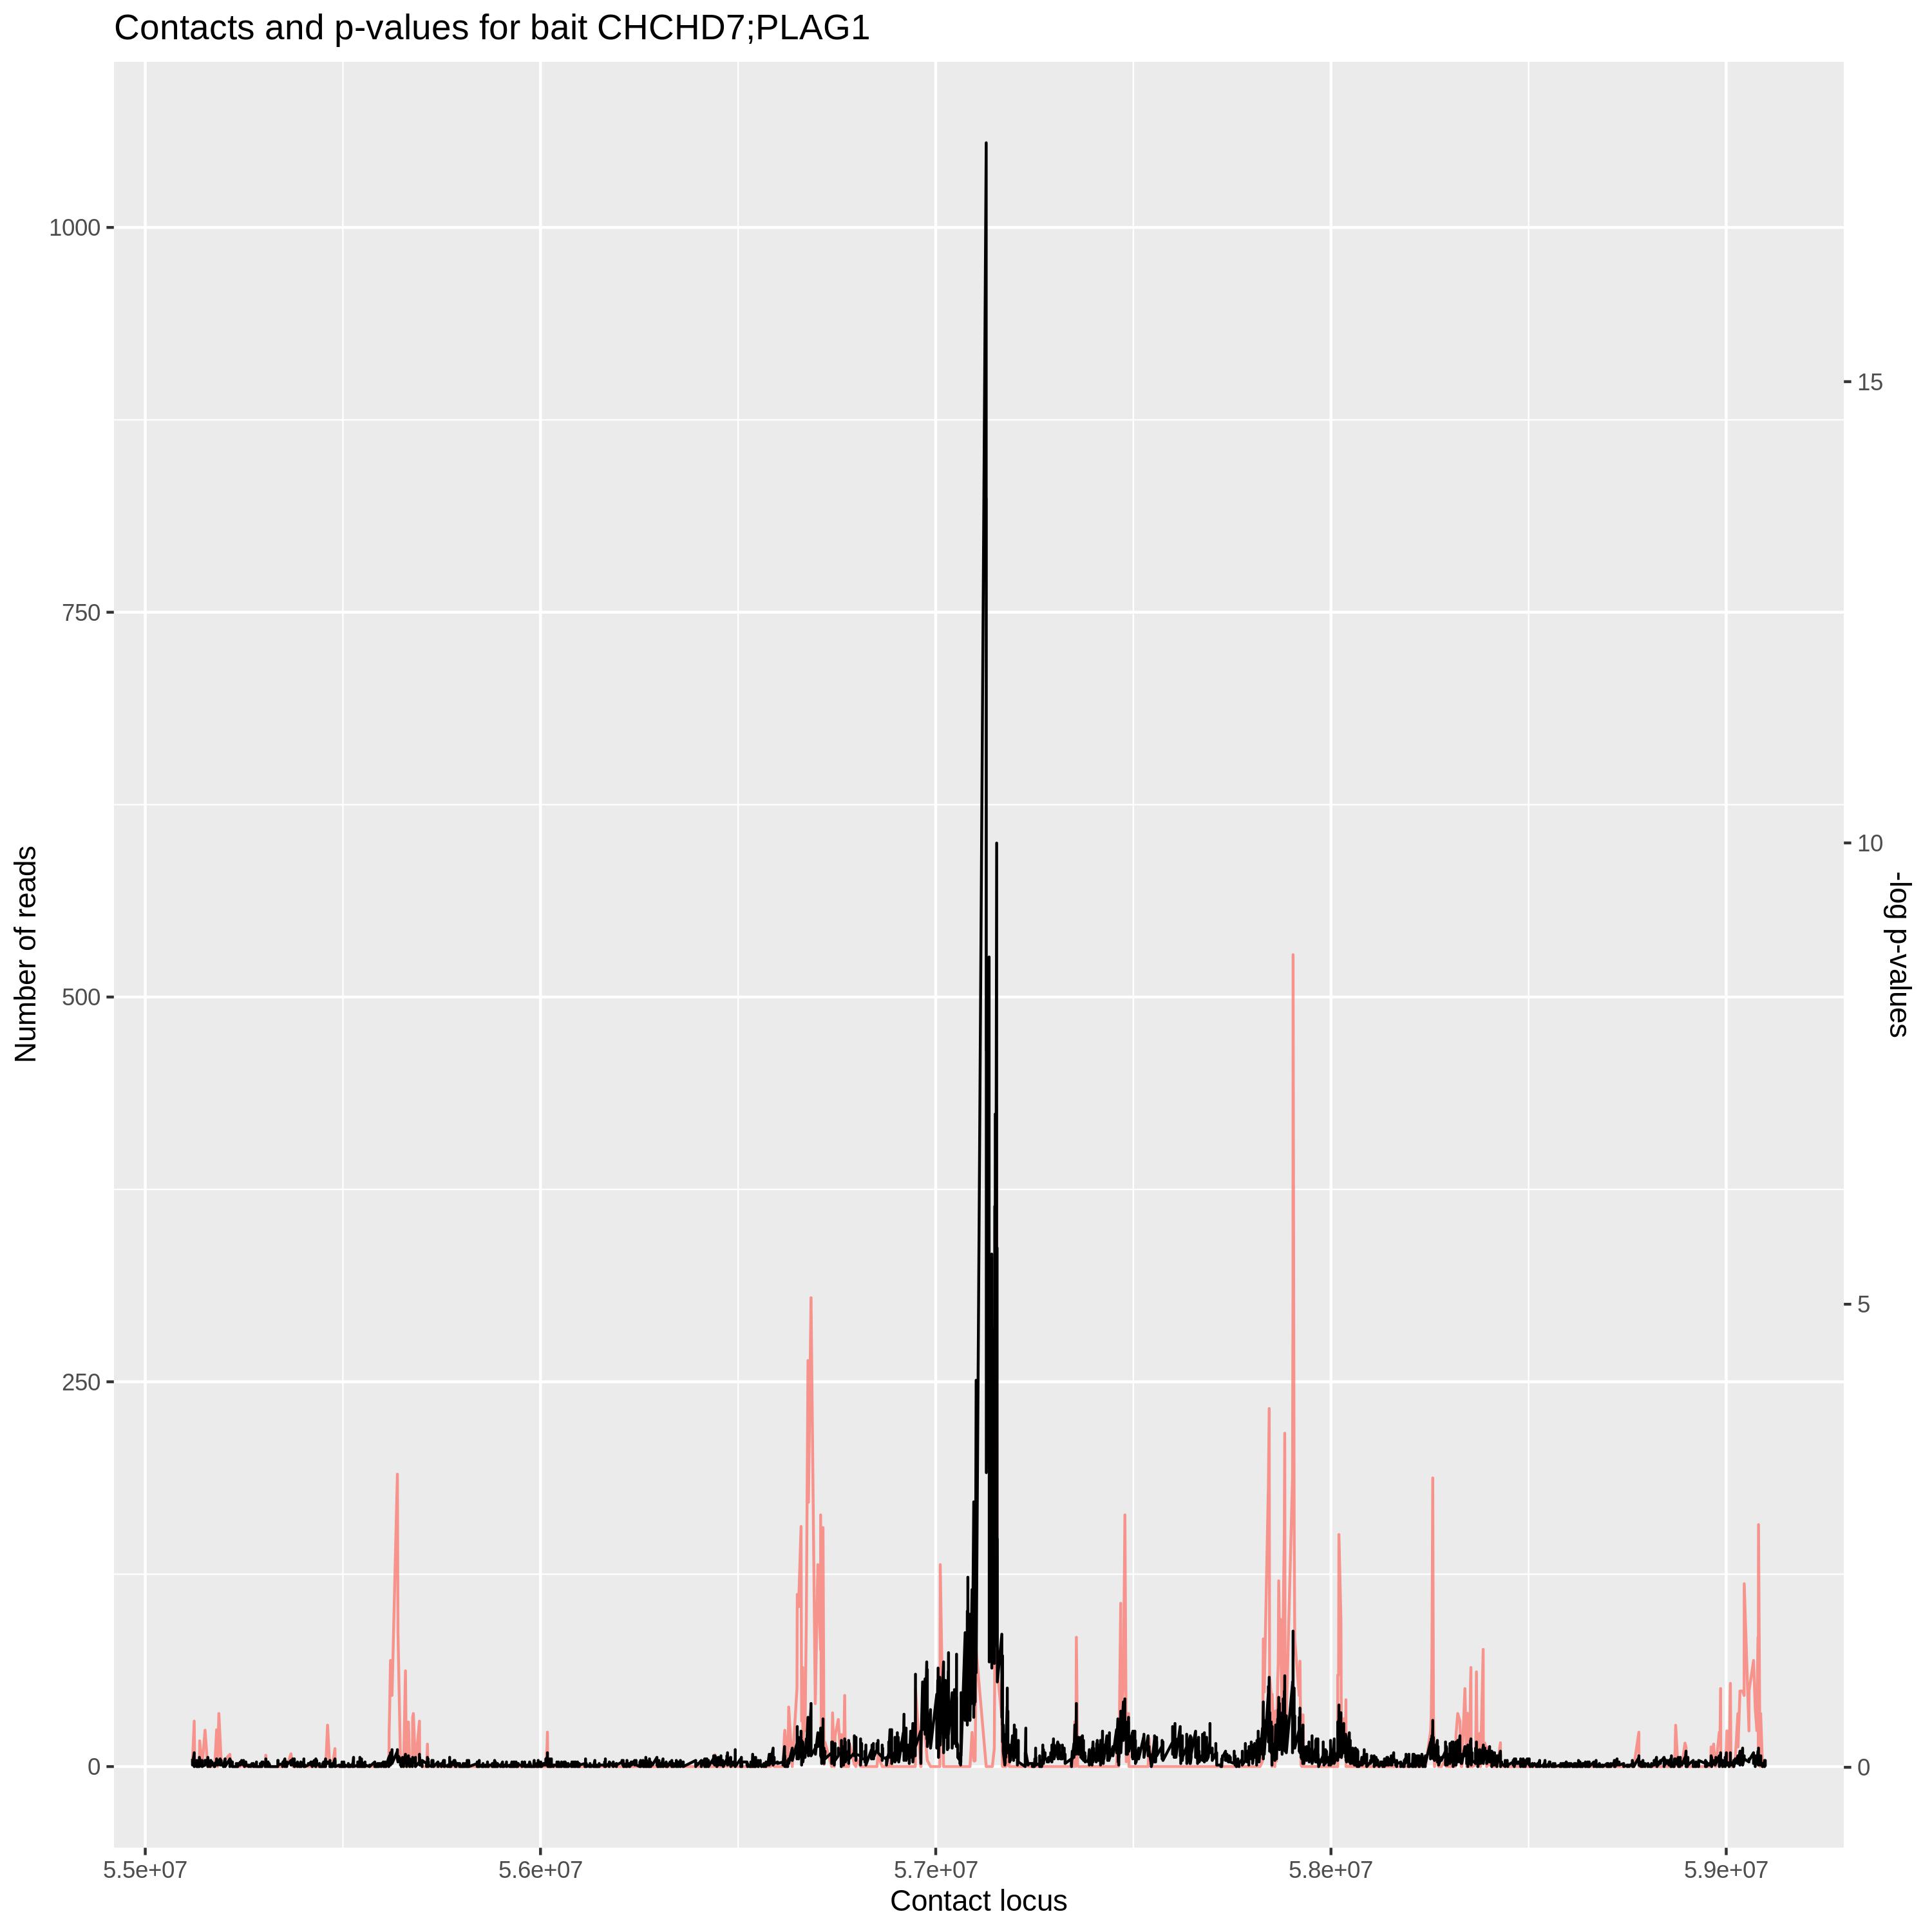 Contacts and p-values for bait CHCHD7;PLAG1
1000
750
500
250
0
Number of reads
15
10
5
0
-log p-values
5.5e+07
5.6e+07
5.7e+07
5.8e+07
5.9e+07
Contact locus